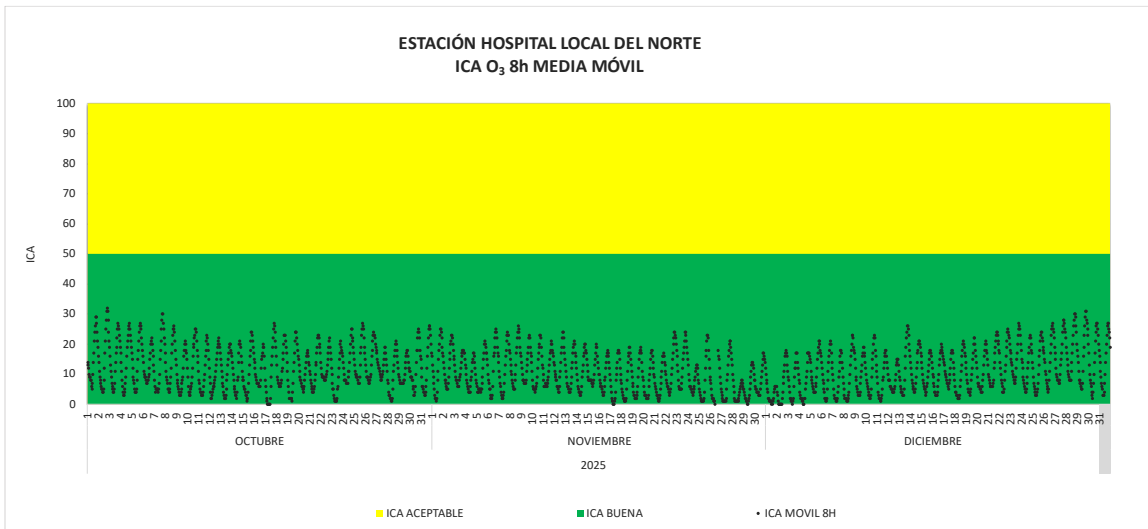 ESTACIÓN HOSPITAL LOCAL DEL NORTE
ICA O₃ 8h MEDIA MÓVIL
100
90
80
70
60
50
40
30
20
10
0
ICA
1 2 3 4 5 6 7 8 9 10 11 12 13 14 15 16 17 18 19 20 21 22 23 24 25 26 27 28 29 30 31 1 2 3 4 5 6 7 8 9 10 11 12 13 14 15 16 17 18 19 20 21 22 23 24 25 26 27 28 29 30 1 2 3 4 5 6 7 8 9 10 11 12 13 14 15 16 17 18 19 20 21 22 23 24 25 26 27 28 29 30 31
OCTUBRE NOVIEMBRE DICIEMBRE
2025
ICA ACEPTABLE ICA BUENA ICA MOVIL 8H